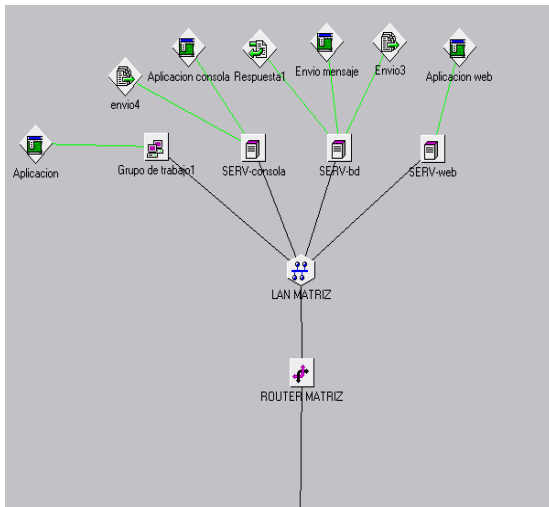 Aplicacion consola
Respuesta1
Envio mensaje
Envio3
Aplicacion web
envio4
Aplicacion
Grupo de trabajo1
SERV-consola
SERV-bd
SERV-web
LAN MATRIZ
ROUTER MATRIZ